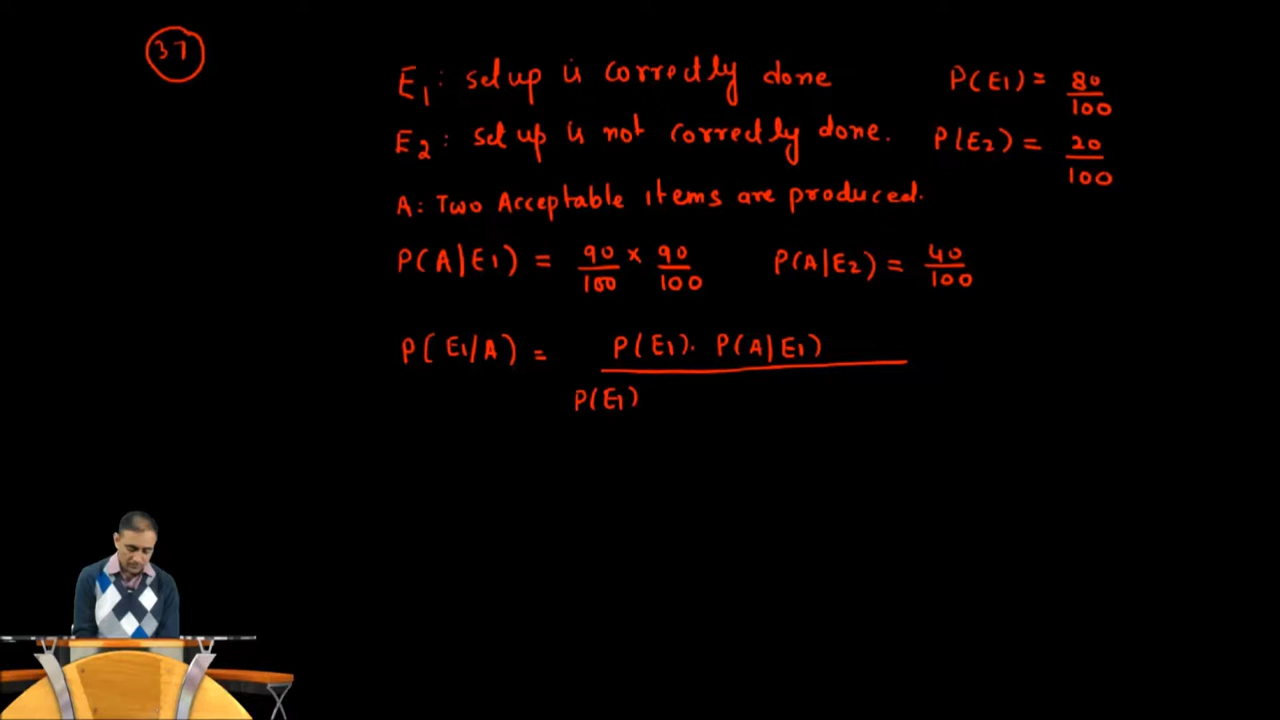 37
E1: setup is correctly done P(E1) = 80/100
E2: setup is not correctly done. P(E2) = 20/100
A: Two Acceptable items are produced.
P(A|E1) = 90/100 × 90/100 P(A|E2) = 40/100
P(E1/A) = P(E1). P(A|E1)
P(E1)